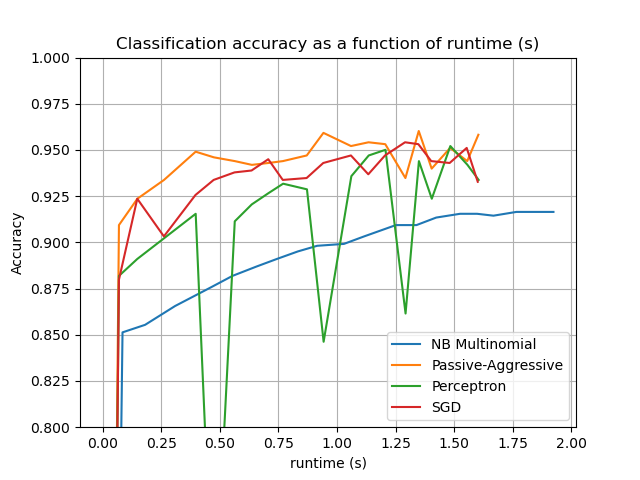 Classification accuracy as a function of runtime (s)
1.000
0.975
0.950
0.925
0.900
0.875
0.850
0.825
0.800
Accuracy
NB Multinomial
Passive-Aggressive
Perceptron
SGD
0.00 0.25 0.50 0.75 1.00 1.25 1.50 1.75 2.00
runtime (s)